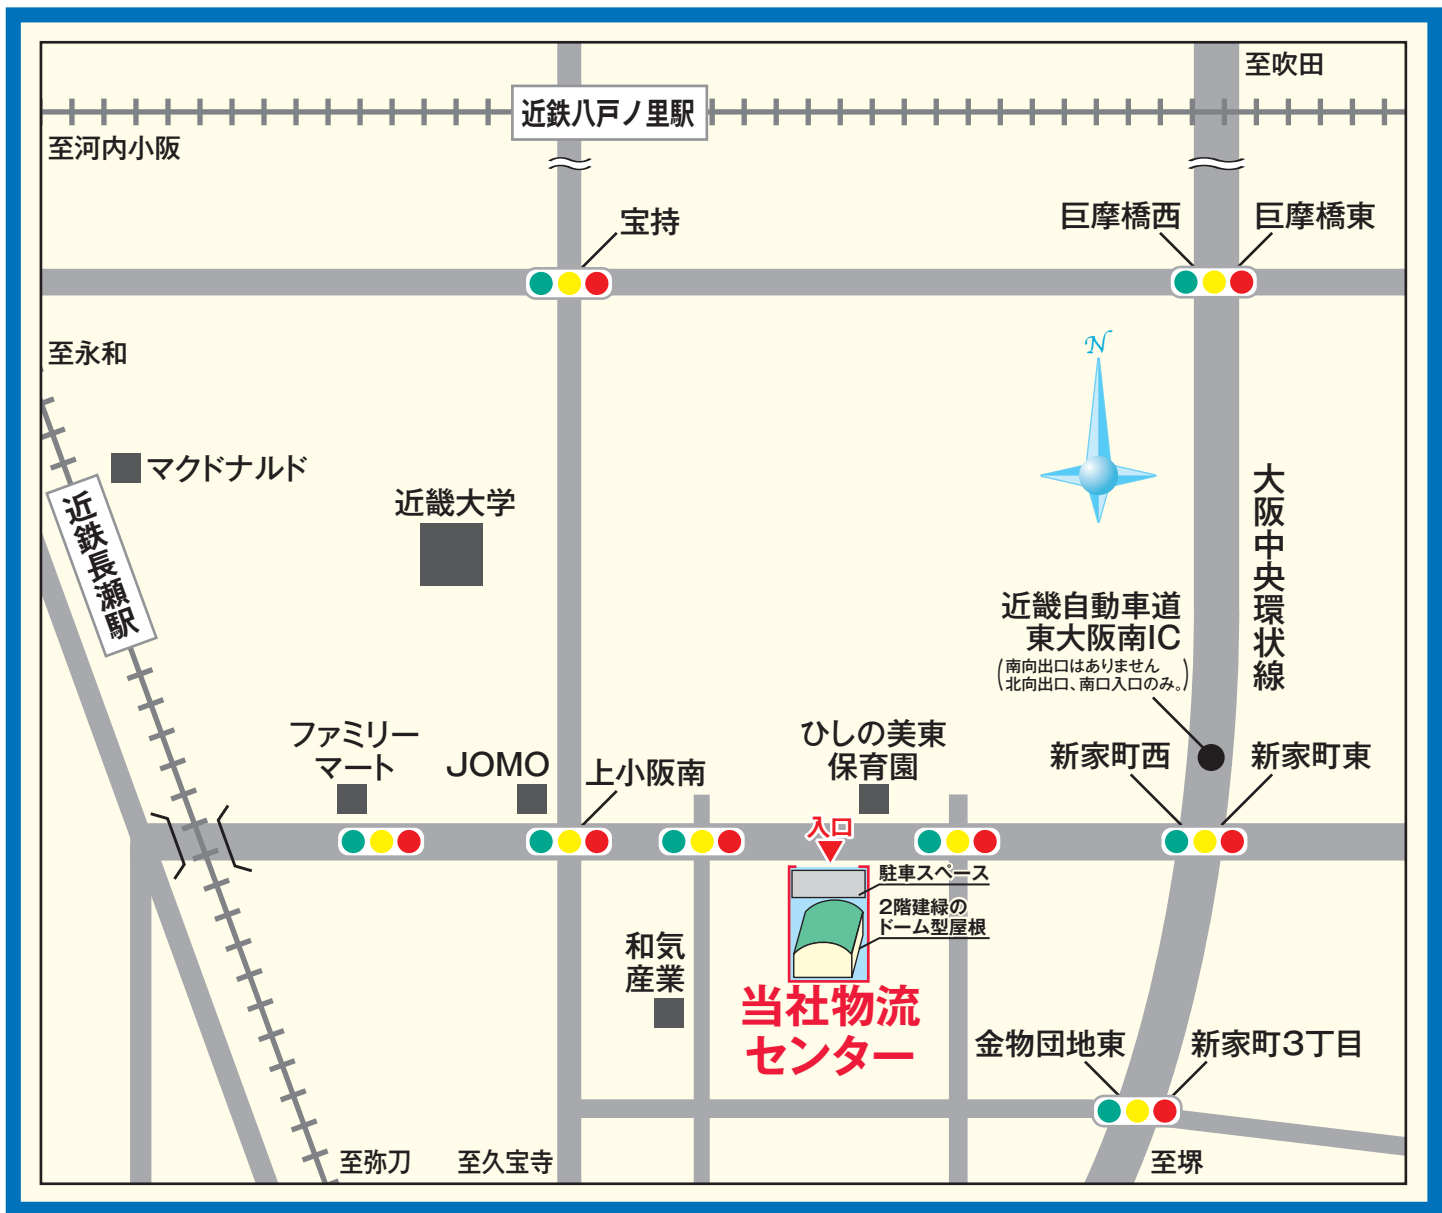 至吹田
近鉄八戸ノ里駅
至河内小阪
宝持
巨摩橋西
巨摩橋東
至永和
N
マクドナルド
近畿大学
近鉄長瀬駅
大阪中央環状線
近畿自動車道
東大阪南IC
(南向出口はありません
北向出口、南口入口のみ。)
ファミリー
マート
JOMO
上小阪南
ひしの美東
保育園
新家町西
新家町東
入口
駐車スペース
2階建緑の
ドーム型屋根
和気
産業
当社物流
センター
金物団地東
新家町3丁目
至弥刀
至久宝寺
至堺